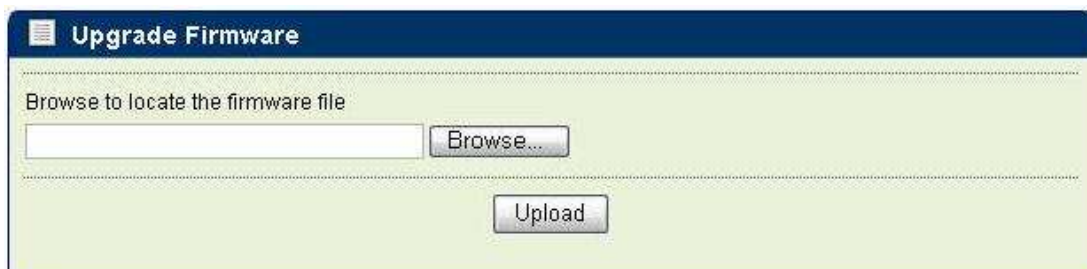 Upgrade Firmware
Browse to locate the firmware file
Browse...
Upload